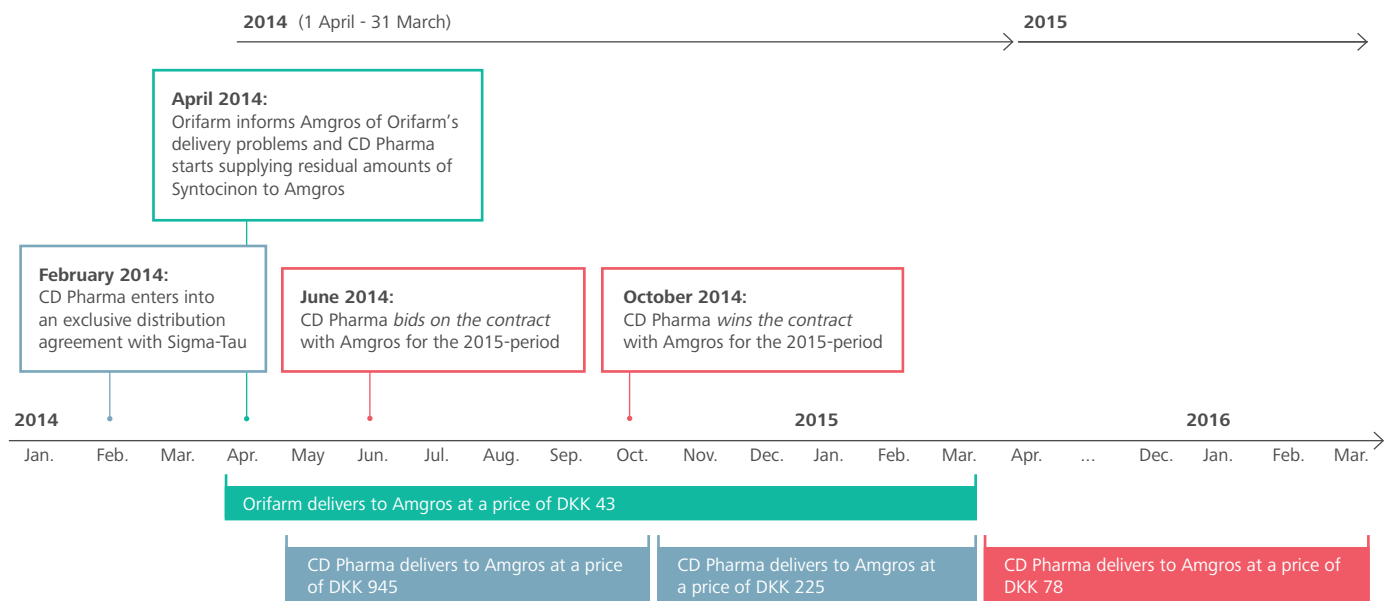 2014 (1 April - 31 March)
2015
April 2014:
Orifarm informs Amgros of Orifarm’s
delivery problems and CD Pharma
starts supplying residual amounts of
Syntocinon to Amgros
February 2014:
CD Pharma enters into
an exclusive distribution
agreement with Sigma-Tau
June 2014:
CD Pharma bids on the contract
with Amgros for the 2015-period
October 2014:
CD Pharma wins the contract
with Amgros for the 2015-period
2014 2015 2016
Jan. Feb. Mar. Apr. May Jun. Jul. Aug. Sep. Oct. Nov. Dec. Jan. Feb. Mar. Apr. ... Dec. Jan. Feb. Mar.
Orifarm delivers to Amgros at a price of DKK 43
CD Pharma delivers to Amgros at a price
of DKK 945
CD Pharma delivers to Amgros at
a price of DKK 225
CD Pharma delivers to Amgros at a price of
DKK 78